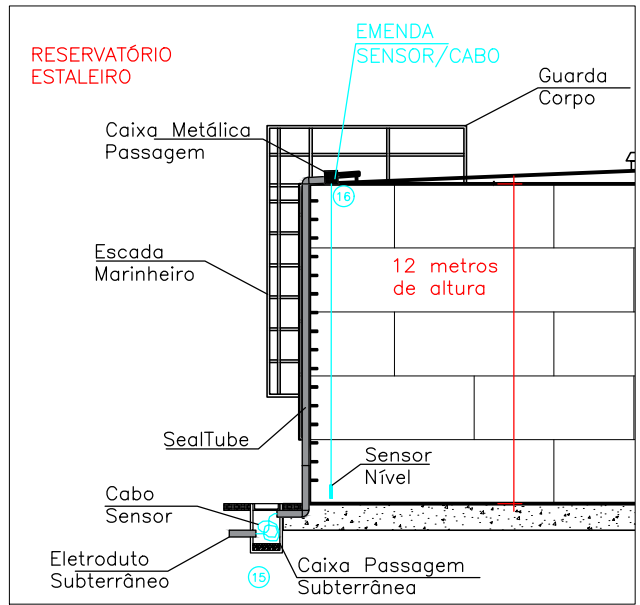 RESERVATÓRIO
ESTALEIRO
EMENDA
SENSOR/CABO
Guarda
Corpo
Caixa Metálica
Passagem
16
Escada
Marinheiro
12 metros
de altura
SealTube
Sensor
Nível
Cabo
Sensor
Eletroduto
Subterrâneo
15
Caixa Passagem
Subterrânea